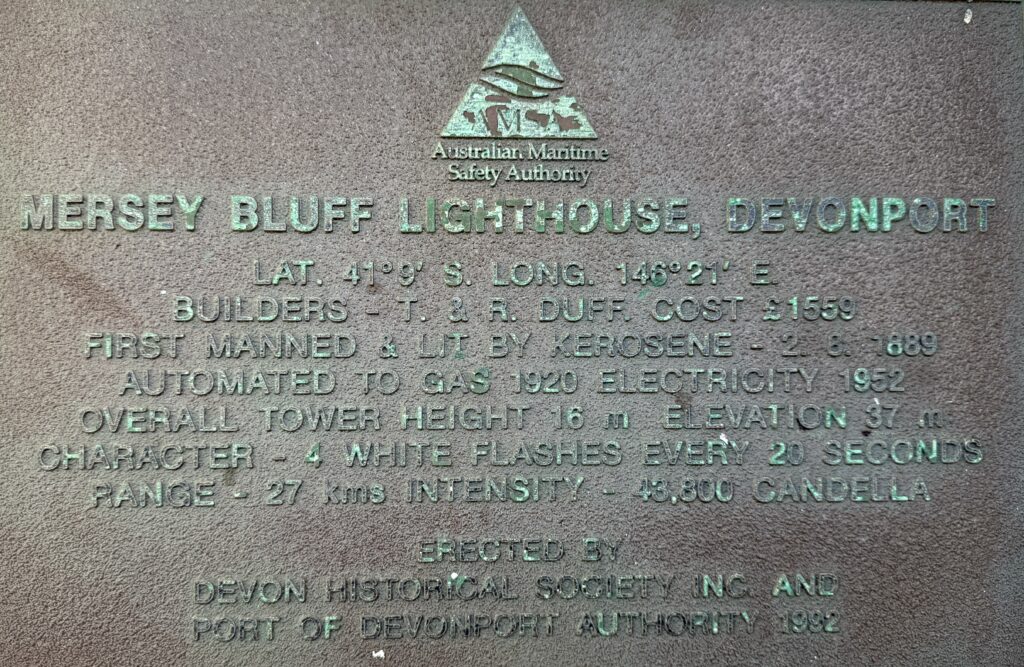 AMSA
Australian Maritime
Safety Authority
MERSEY BLUFF LIGHTHOUSE, DEVONPORT
LAT. 41°9' S. LONG. 146°21' E.
BUILDERS - T. & R. DUFF. COST £1559
FIRST MANNED & LIT BY KEROSENE - 2. 8. 1889
AUTOMATED TO GAS 1920 ELECTRICITY 1952
OVERALL TOWER HEIGHT 16 m ELEVATION 37 m
CHARACTER - 4 WHITE FLASHES EVERY 20 SECONDS
RANGE - 27 kms INTENSITY - 43,800 CANDELLA
ERECTED BY
DEVON HISTORICAL SOCIETY INC. AND
PORT OF DEVONPORT AUTHORITY 1992